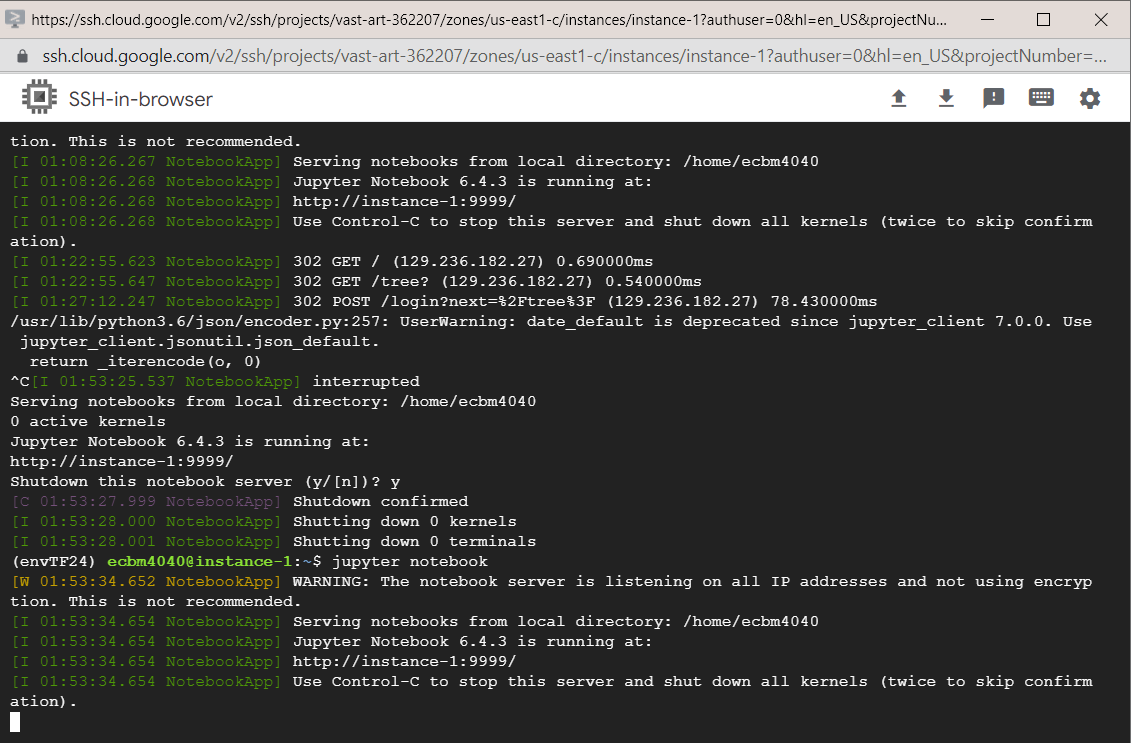 https://ssh.cloud.google.com/v2/ssh/projects/vast-art-362207/zones/us-east1-c/instances/instance-1?authuser=0&hl=en_US&projectNu...
ssh.cloud.google.com/v2/ssh/projects/vast-art-362207/zones/us-east1-c/instances/instance-1?authuser=0&hl=en_US&projectNumber=...
SSH-in-browser
tion. This is not recommended.
[I 01:08:26.267 NotebookApp] Serving notebooks from local directory: /home/ecbm4040
[I 01:08:26.268 NotebookApp] Jupyter Notebook 6.4.3 is running at:
[I 01:08:26.268 NotebookApp] http://instance-1:9999/
[I 01:08:26.268 NotebookApp] Use Control-C to stop this server and shut down all kernels (twice to skip confirm
ation).
[I 01:22:55.623 NotebookApp] 302 GET / (129.236.182.27) 0.690000ms
[I 01:22:55.647 NotebookApp] 302 GET /tree? (129.236.182.27) 0.540000ms
[I 01:27:12.247 NotebookApp] 302 POST /login?next=%2Ftree%3F (129.236.182.27) 78.430000ms
/usr/lib/python3.6/json/encoder.py:257: UserWarning: date_default is deprecated since jupyter_client 7.0.0. Use
 jupyter_client.jsonutil.json_default.
  return _iterencode(o, 0)
^C[I 01:53:25.537 NotebookApp] interrupted
Serving notebooks from local directory: /home/ecbm4040
0 active kernels
Jupyter Notebook 6.4.3 is running at:
http://instance-1:9999/
Shutdown this notebook server (y/[n])? y
[C 01:53:27.999 NotebookApp] Shutdown confirmed
[I 01:53:28.000 NotebookApp] Shutting down 0 kernels
[I 01:53:28.001 NotebookApp] Shutting down 0 terminals
(envTF24) ecbm4040@instance-1:~$ jupyter notebook
[W 01:53:34.652 NotebookApp] WARNING: The notebook server is listening on all IP addresses and not using encryp
tion. This is not recommended.
[I 01:53:34.654 NotebookApp] Serving notebooks from local directory: /home/ecbm4040
[I 01:53:34.654 NotebookApp] Jupyter Notebook 6.4.3 is running at:
[I 01:53:34.654 NotebookApp] http://instance-1:9999/
[I 01:53:34.654 NotebookApp] Use Control-C to stop this server and shut down all kernels (twice to skip confirm
ation).